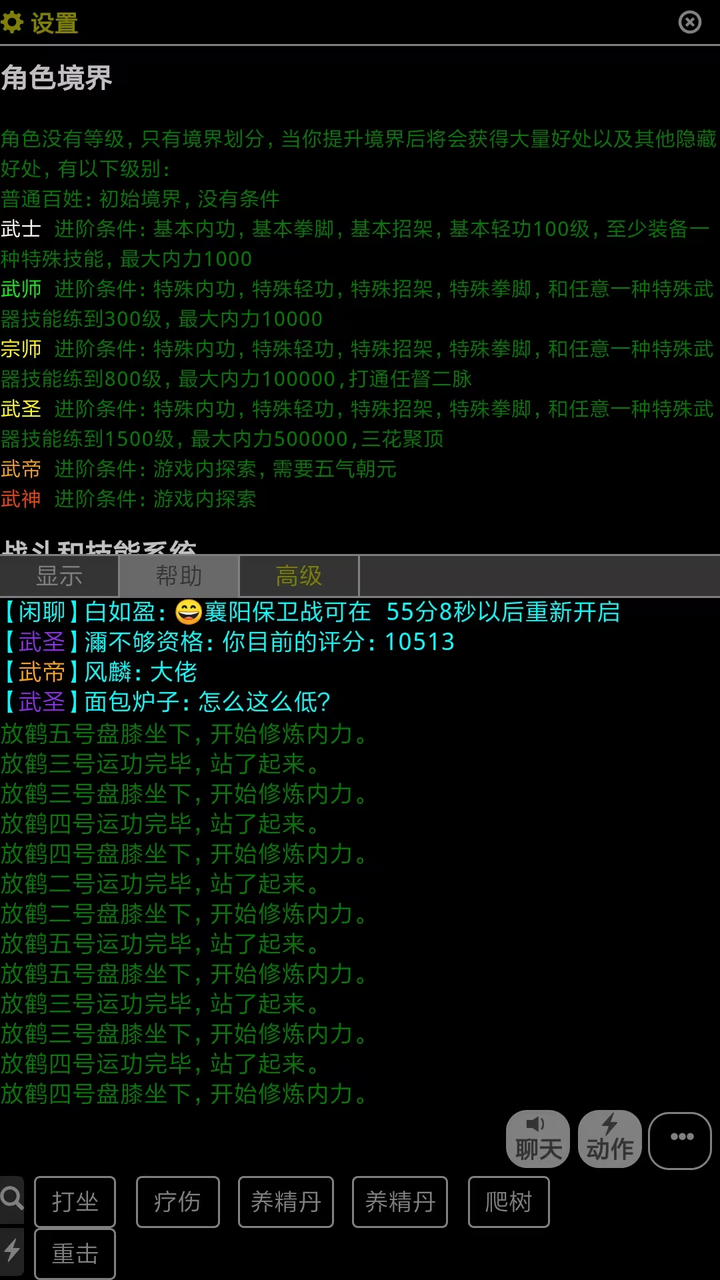 设置
角色境界
角色没有等级，只有境界划分，当你提升境界后将会获得大量好处以及其他隐藏
好处，有以下级别：
普通百姓：初始境界，没有条件
武士 进阶条件：基本内功，基本拳脚，基本招架，基本轻功100级，至少装备一
种特殊技能，最大内力1000
武师 进阶条件：特殊内功，特殊轻功，特殊招架，特殊拳脚，和任意一种特殊武
器技能练到300级，最大内力10000
宗师 进阶条件：特殊内功，特殊轻功，特殊招架，特殊拳脚，和任意一种特殊武
器技能练到800级，最大内力100000,打通任督二脉
武圣 进阶条件：特殊内功，特殊轻功，特殊招架，特殊拳脚，和任意一种特殊武
器技能练到1500级，最大内力500000,三花聚顶
武帝 进阶条件：游戏内探索，需要五气朝元
武神 进阶条件：游戏内探索
战斗和技能系统
显示 帮助 高级
【闲聊】白如盈：😄襄阳保卫战可在 55分8秒以后重新开启
【武圣】濔不够资格：你目前的评分：10513
【武帝】风麟：大佬
【武圣】面包炉子：怎么这么低？
放鹤五号盘膝坐下，开始修炼内力。
放鹤三号运功完毕，站了起来。
放鹤三号盘膝坐下，开始修炼内力。
放鹤四号运功完毕，站了起来。
放鹤四号盘膝坐下，开始修炼内力。
放鹤二号运功完毕，站了起来。
放鹤二号盘膝坐下，开始修炼内力。
放鹤五号运功完毕，站了起来。
放鹤五号盘膝坐下，开始修炼内力。
放鹤三号运功完毕，站了起来。
放鹤三号盘膝坐下，开始修炼内力。
放鹤四号运功完毕，站了起来。
放鹤四号盘膝坐下，开始修炼内力。
聊天 动作
打坐 疗伤 养精丹 养精丹 爬树
重击